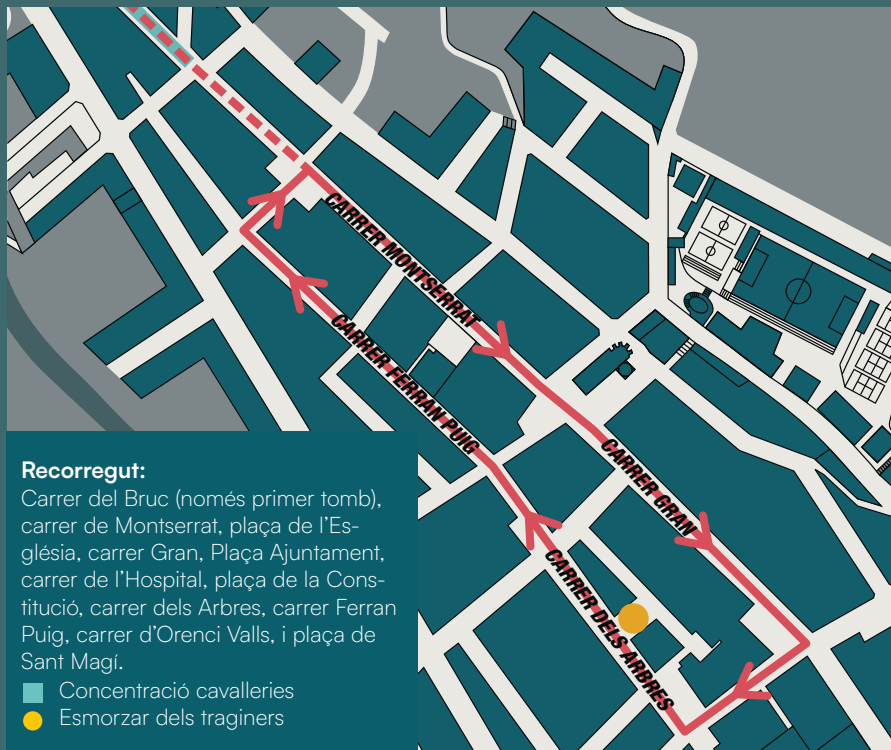 CARRER MONTSERRAT
CARRER FERRAN PUIG
CARRER GRAN
CARRER DELS ARBRES
Recorregut:
Carrer del Bruc (només primer tomb),
carrer de Montserrat, plaça de l'Es-
glésia, carrer Gran, Plaça Ajuntament,
carrer de l'Hospital, plaça de la Cons-
titució, carrer dels Arbres, carrer Ferran
Puig, carrer d'Orenci Valls, i plaça de
Sant Magí.
Concentració cavalleries
Esmorzar dels traginers